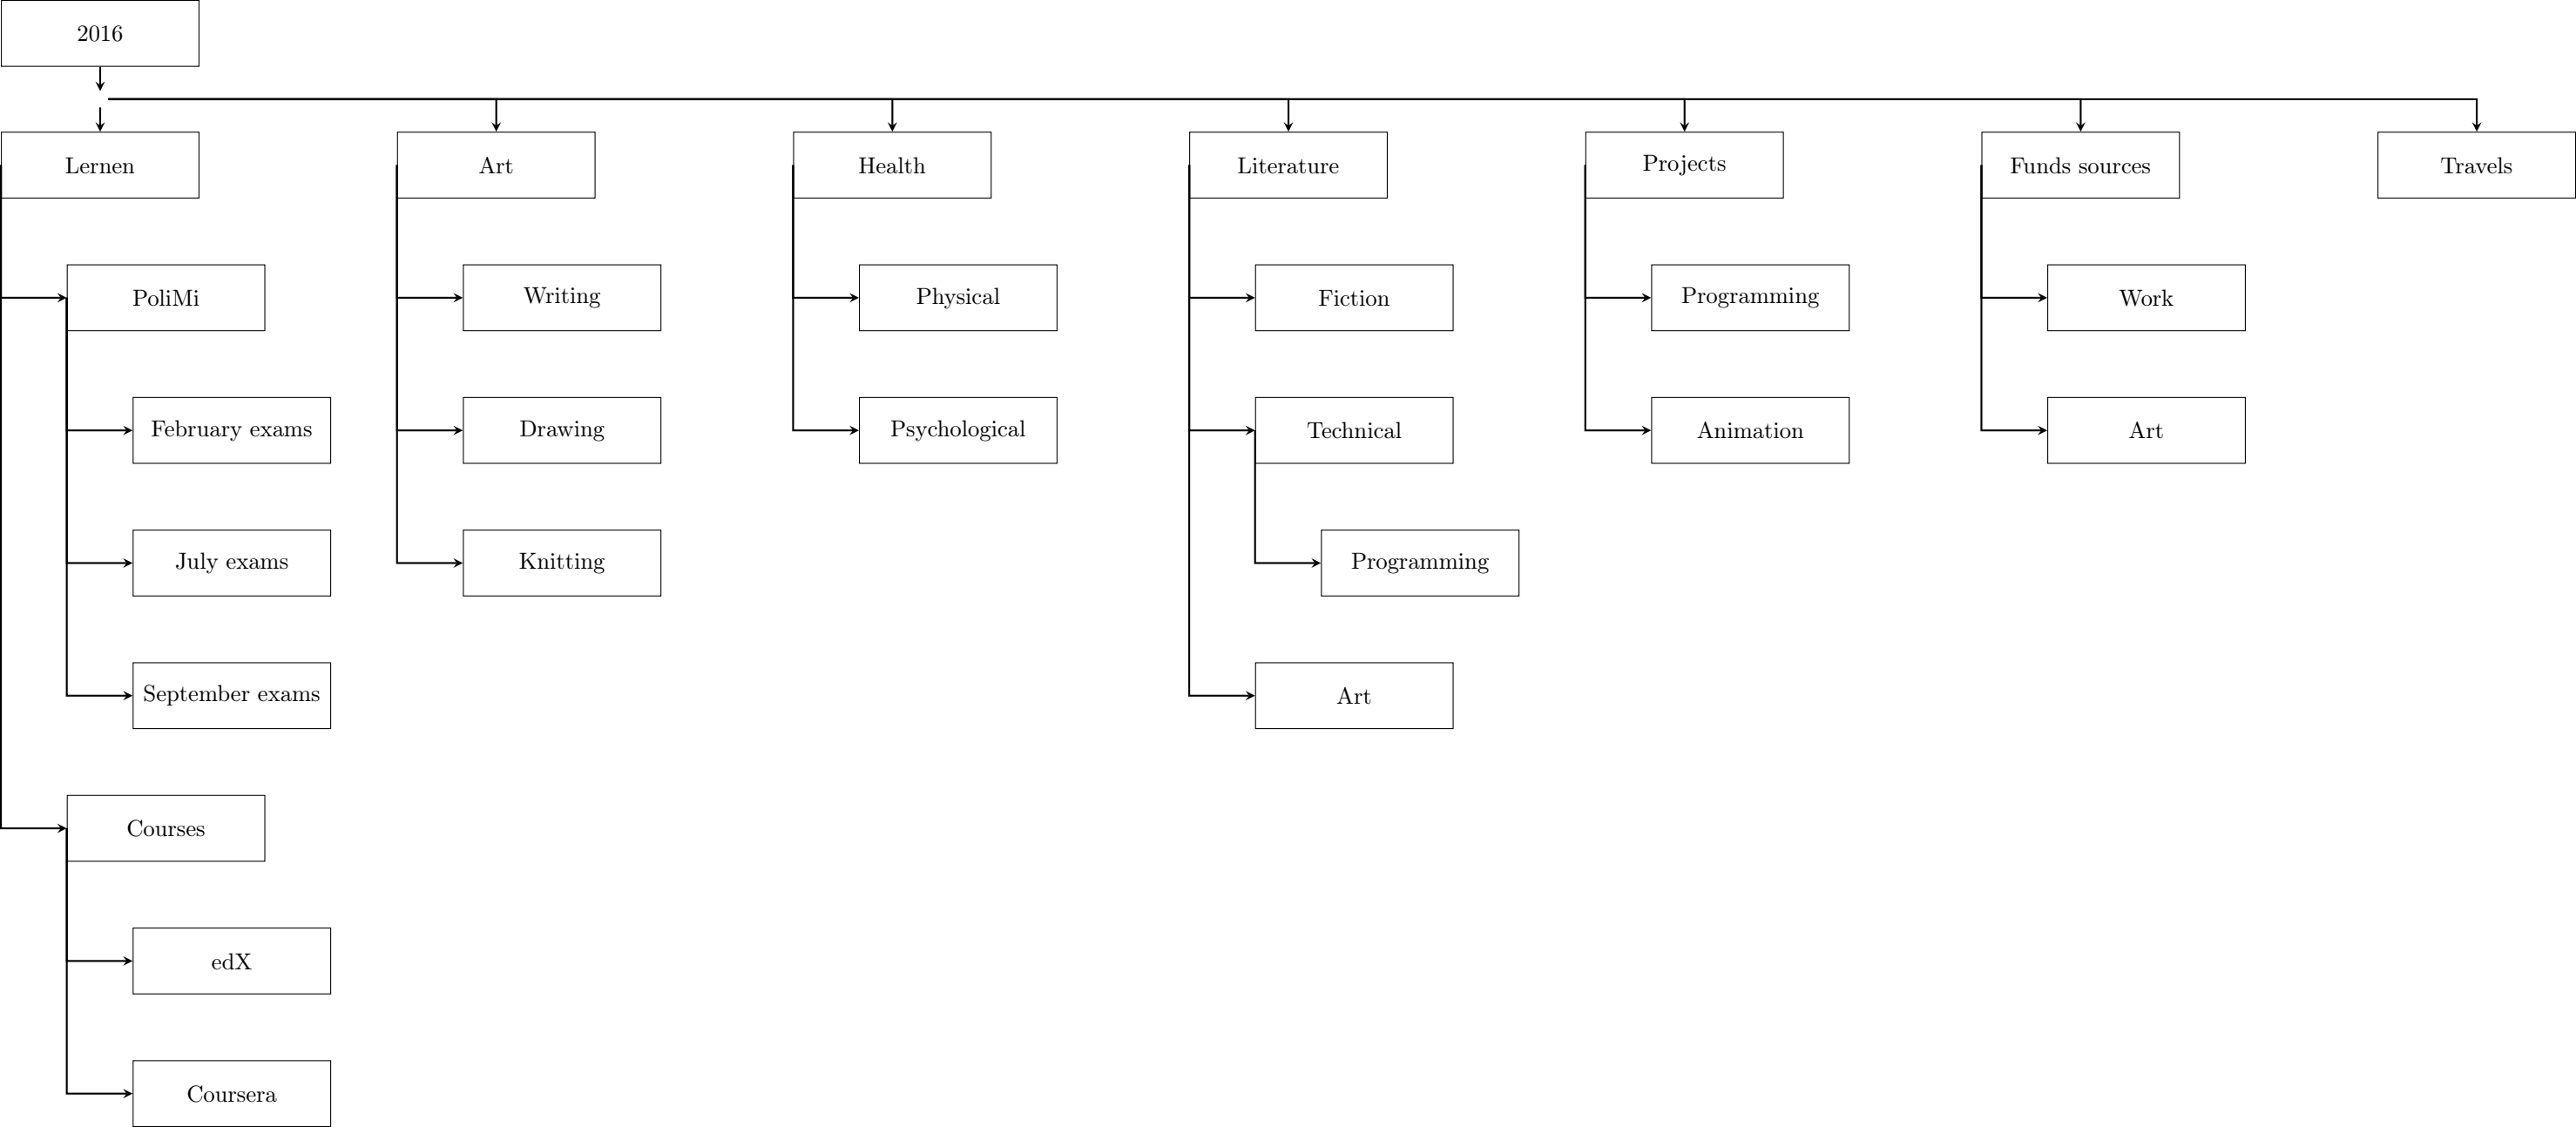 2016
Lernen
Art
Health
Literature
Projects
Funds sources
Travels
PoliMi
Writing
Physical
Fiction
Programming
Work
February exams
Drawing
Psychological
Technical
Animation
Art
July exams
Knitting
Programming
September exams
Art
Courses
edX
Coursera